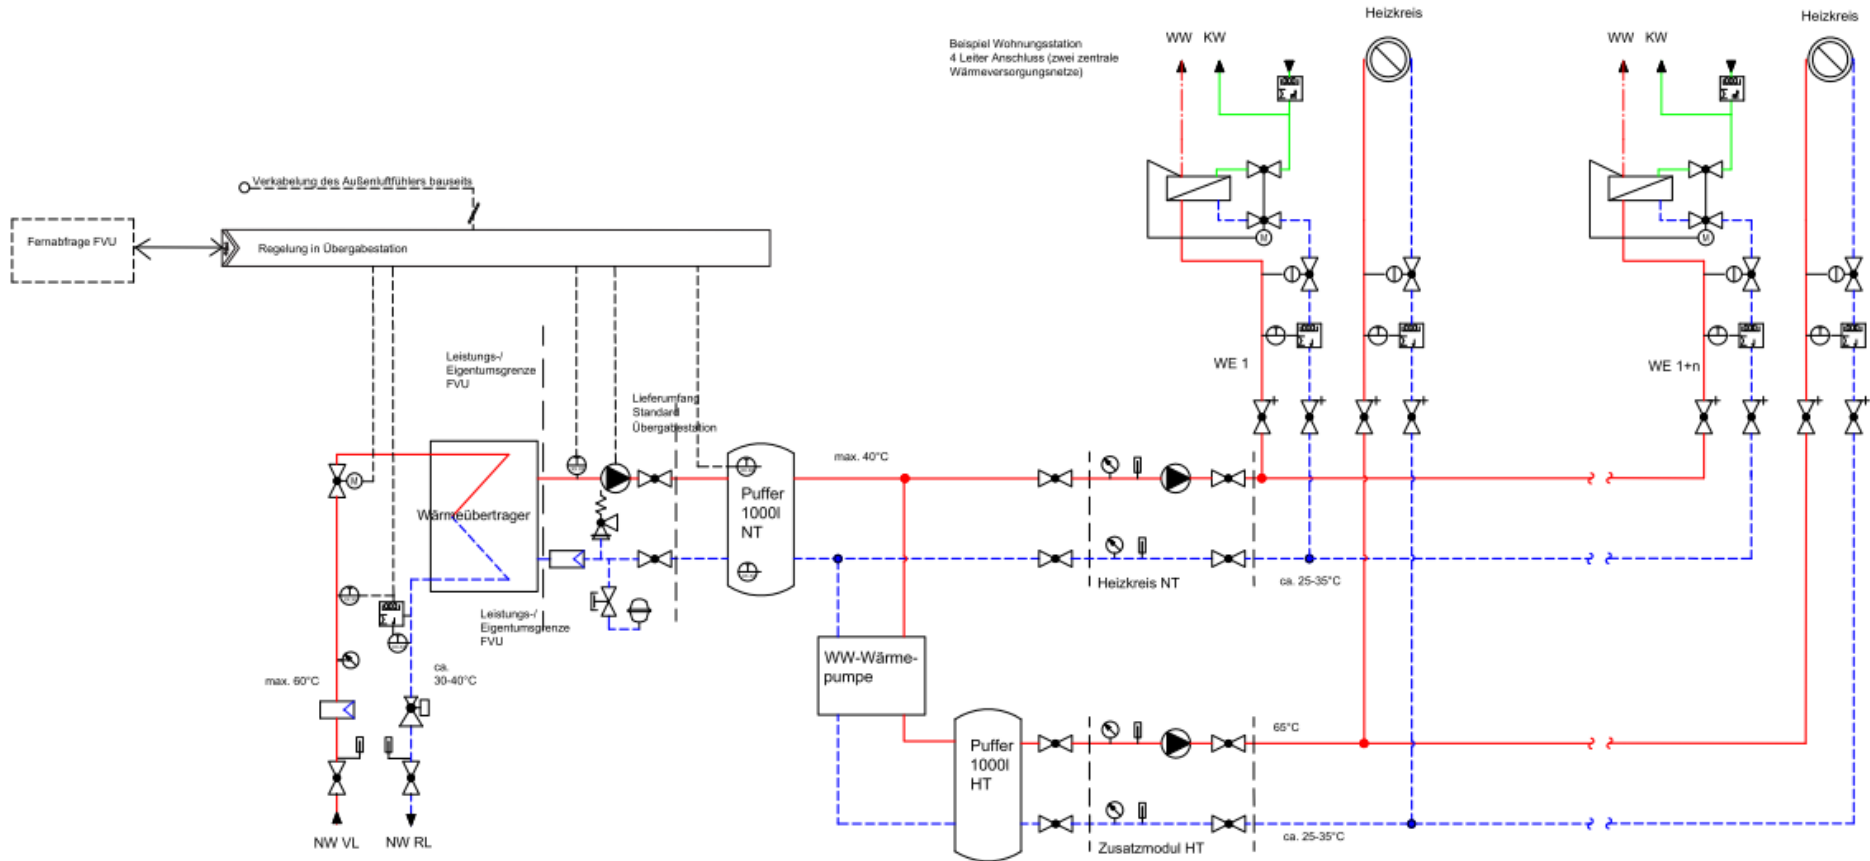 Heizkreis
Heizkreis
Beispiel Wohnungsstation
4 Leiter Anschluss (zwei zentrale
Wärmeversorgungsnetze)
WW KW
WW KW
Verkabelung des Außenluftfühlers bauseits
Fernabfrage FVU
Regelung in Übergabestation
M
M
Leistungs-/
Eigentumsgrenze
FVU
WE 1
WE 1+n
Lieferumfang
Standard
Übergabestation
max. 40°C
M
Wärmeübertrager
Puffer
1000l
NT
Heizkreis NT
ca. 25-35°C
Leistungs-/
Eigentumsgrenze
FVU
max. 60°C
ca.
30-40°C
WW-Wärme-
pumpe
Puffer
1000l
HT
65°C
Zusatzmodul HT
ca. 25-35°C
NW VL
NW RL